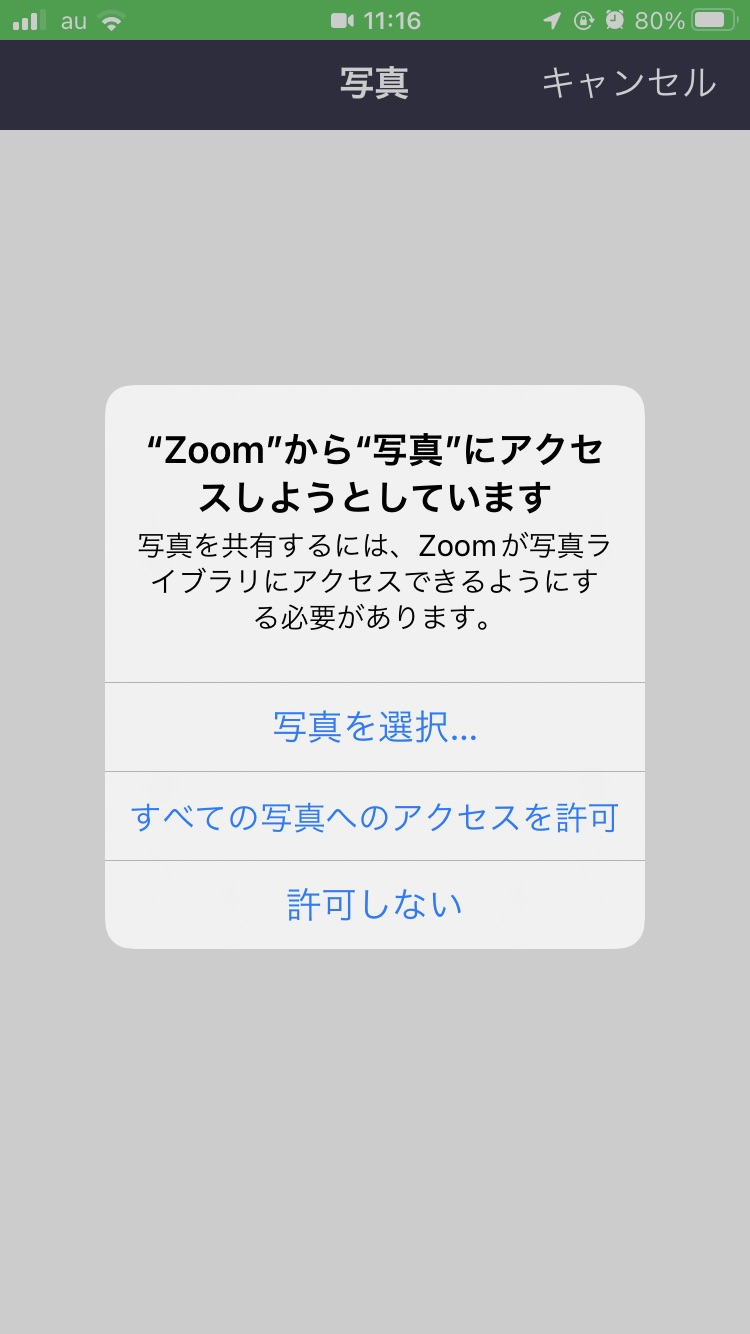 au 11:16 80%
写真 キャンセル
“Zoom”から“写真”にアクセ
スしようとしています
写真を共有するには、Zoomが写真ラ
イブラリにアクセスできるようにす
る必要があります。
写真を選択...
すべての写真へのアクセスを許可
許可しない